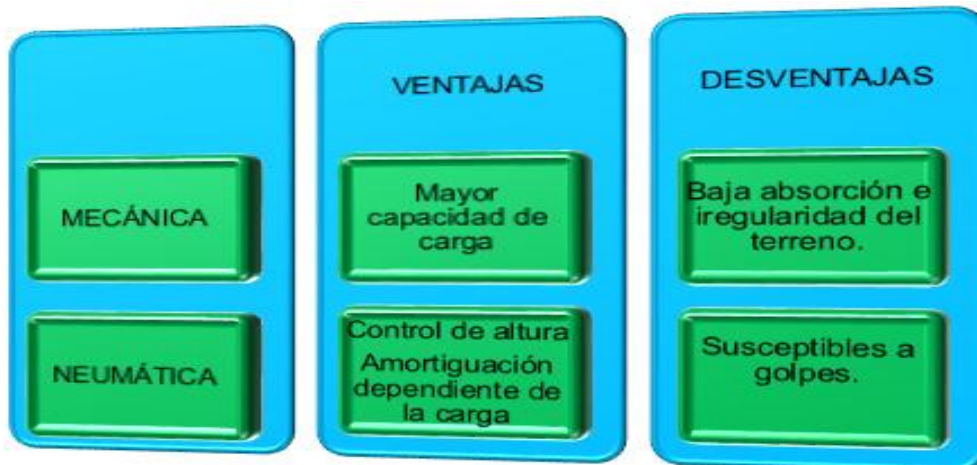 VENTAJAS
DESVENTAJAS
MECÁNICA
Mayor
capacidad de
carga
Baja absorción e
iregularidad del
terreno.
NEUMÁTICA
Control de altura
Amortiguación
dependiente de
la carga
Susceptibles a
golpes.